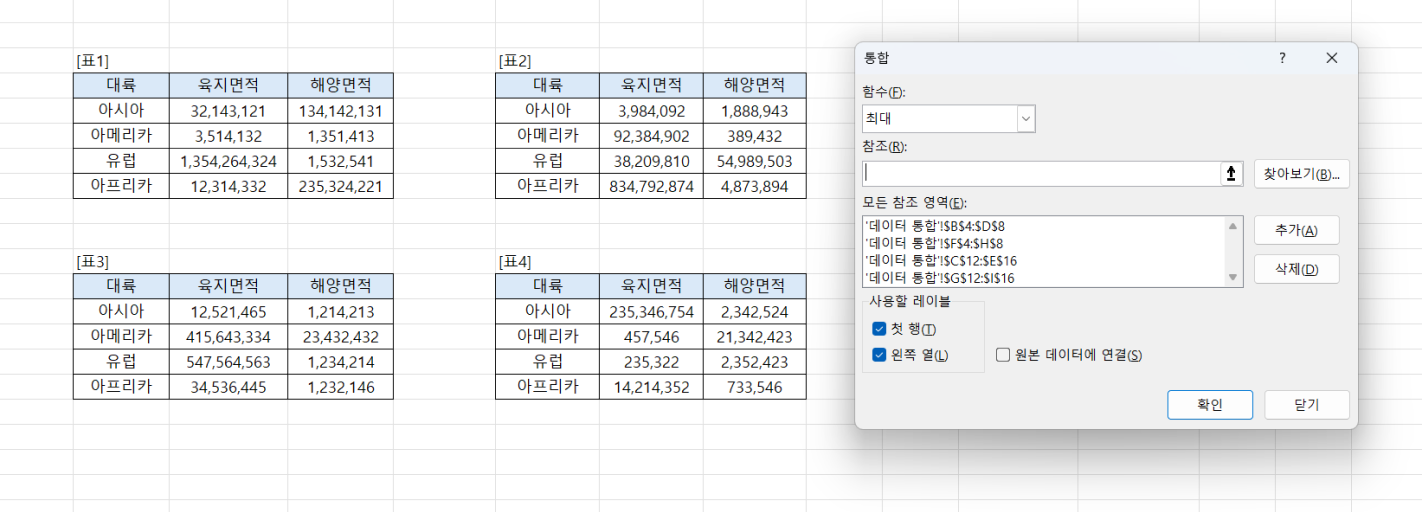 [표1]
대륙 육지면적 해양면적
아시아 32,143,121 134,142,131
아메리카 3,514,132 1,351,413
유럽 1,354,264,324 1,532,541
아프리카 12,314,332 235,324,221
[표2]
대륙 육지면적 해양면적
아시아 3,984,092 1,888,943
아메리카 92,384,902 389,432
유럽 38,209,810 54,989,503
아프리카 834,792,874 4,873,894
[표3]
대륙 육지면적 해양면적
아시아 12,521,465 1,214,213
아메리카 415,643,334 23,432,432
유럽 547,564,563 1,234,214
아프리카 34,536,445 1,232,146
[표4]
대륙 육지면적 해양면적
아시아 235,346,754 2,342,524
아메리카 457,546 21,342,423
유럽 235,322 2,352,423
아프리카 14,214,352 733,546
통합 ?
함수(F):
최대
참조(R):
찾아보기(B)...
모든 참조 영역(E):
'데이터 통합'!$B$4:$D$8
'데이터 통합'!$F$4:$H$8
'데이터 통합'!$C$12:$E$16
'데이터 통합'!$G$12:$I$16
추가(A)
삭제(D)
사용할 레이블
첫 행(T)
왼쪽 열(L) 원본 데이터에 연결(S)
확인 닫기